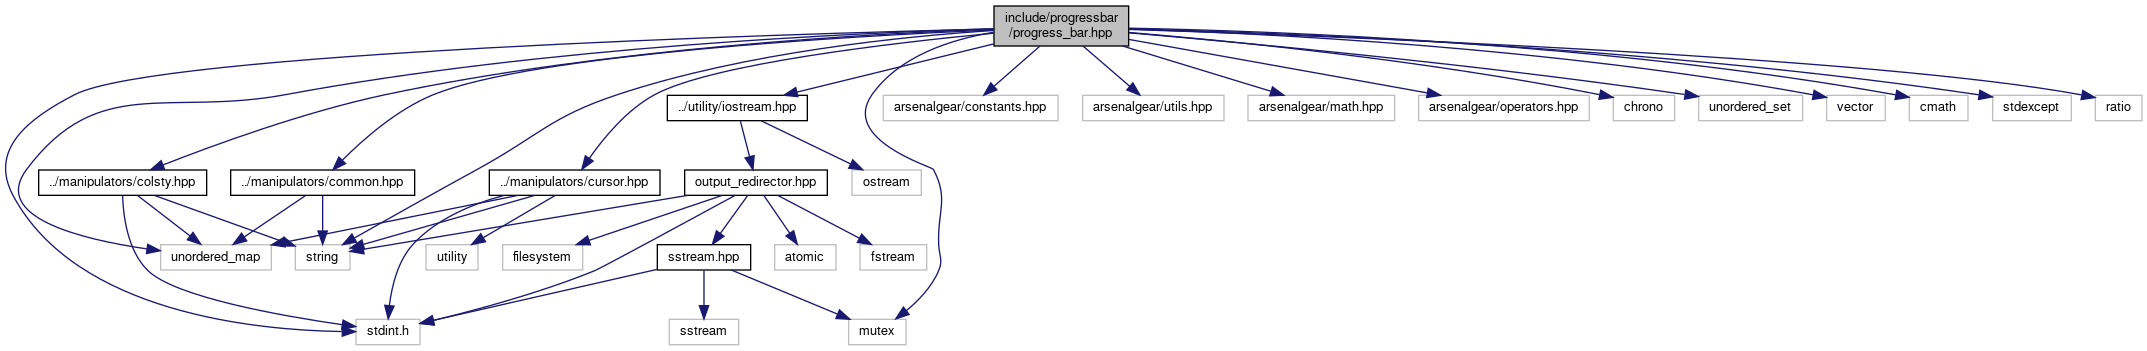 include/progressbar
/progress_bar.hpp
../utility/iostream.hpp
arsenalgear/constants.hpp
arsenalgear/utils.hpp
arsenalgear/math.hpp
arsenalgear/operators.hpp
chrono
unordered_set
vector
cmath
stdexcept
ratio
../manipulators/colsty.hpp
../manipulators/common.hpp
../manipulators/cursor.hpp
output_redirector.hpp
ostream
unordered_map
string
utility
filesystem
sstream.hpp
atomic
fstream
stdint.h
sstream
mutex